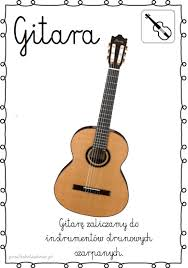 Gitara
Gitarę zaliczamy do
instrumentów strunowych
szarpanych.